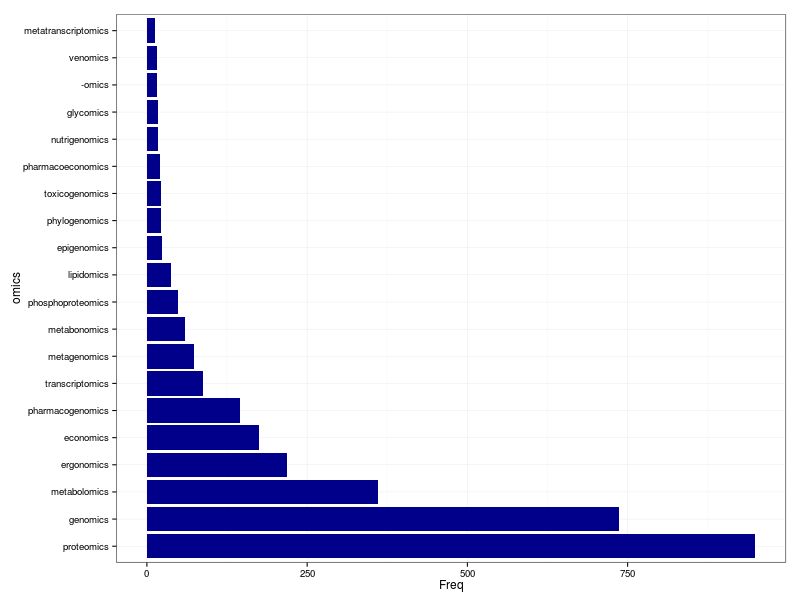 metatranscriptomics
venomics
-omics
glycomics
nutrigenomics
pharmacoeconomics
toxicogenomics
phylogenomics
epigenomics
lipidomics
omics
phosphoproteomics
metabonomics
metagenomics
transcriptomics
pharmacogenomics
economics
ergonomics
metabolomics
genomics
proteomics
0 250 500 750
Freq